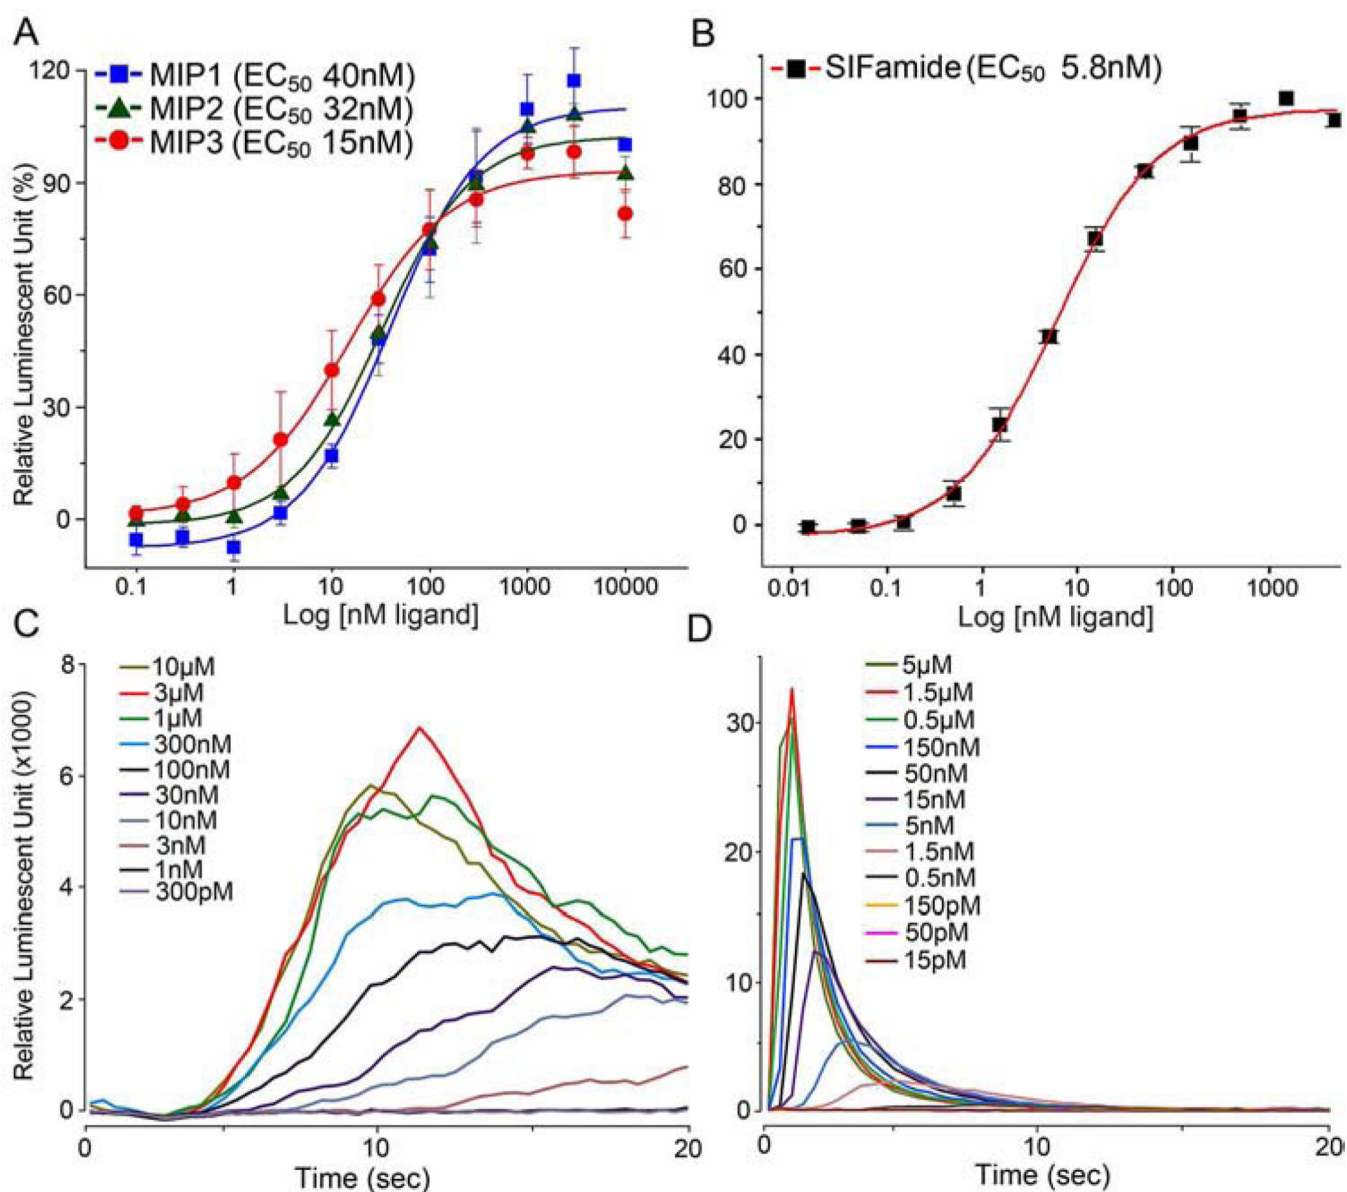 A
MIP1 (EC50 40nM)
MIP2 (EC50 32nM)
MIP3 (EC50 15nM)
Relative Luminescent Unit (%)
120
90
60
30
0
0.1 1 10 100 1000 10000
Log [nM ligand]
B
SIFamide (EC50 5.8nM)
100
80
60
40
20
0
0.01 0.1 1 10 100 1000
Log [nM ligand]
C
10µM
3µM
1µM
300nM
100nM
30nM
10nM
3nM
1nM
300pM
Relative Luminescent Unit (x1000)
8
6
4
2
0
0 10 20
Time (sec)
D
5µM
1.5µM
0.5µM
150nM
50nM
15nM
5nM
1.5nM
0.5nM
150pM
50pM
15pM
30
20
10
0
0 10 20
Time (sec)